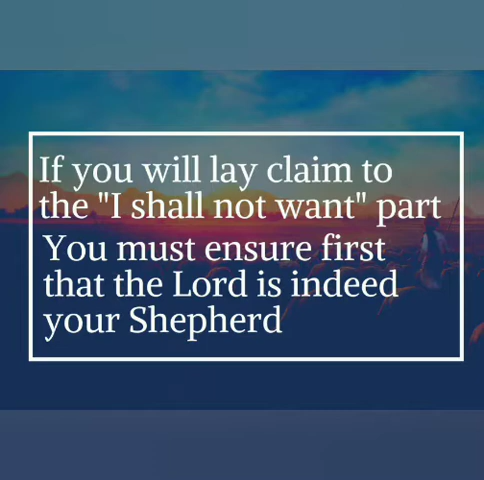 If you will lay claim to
the "I shall not want" part
You must ensure first
that the Lord is indeed
your Shepherd